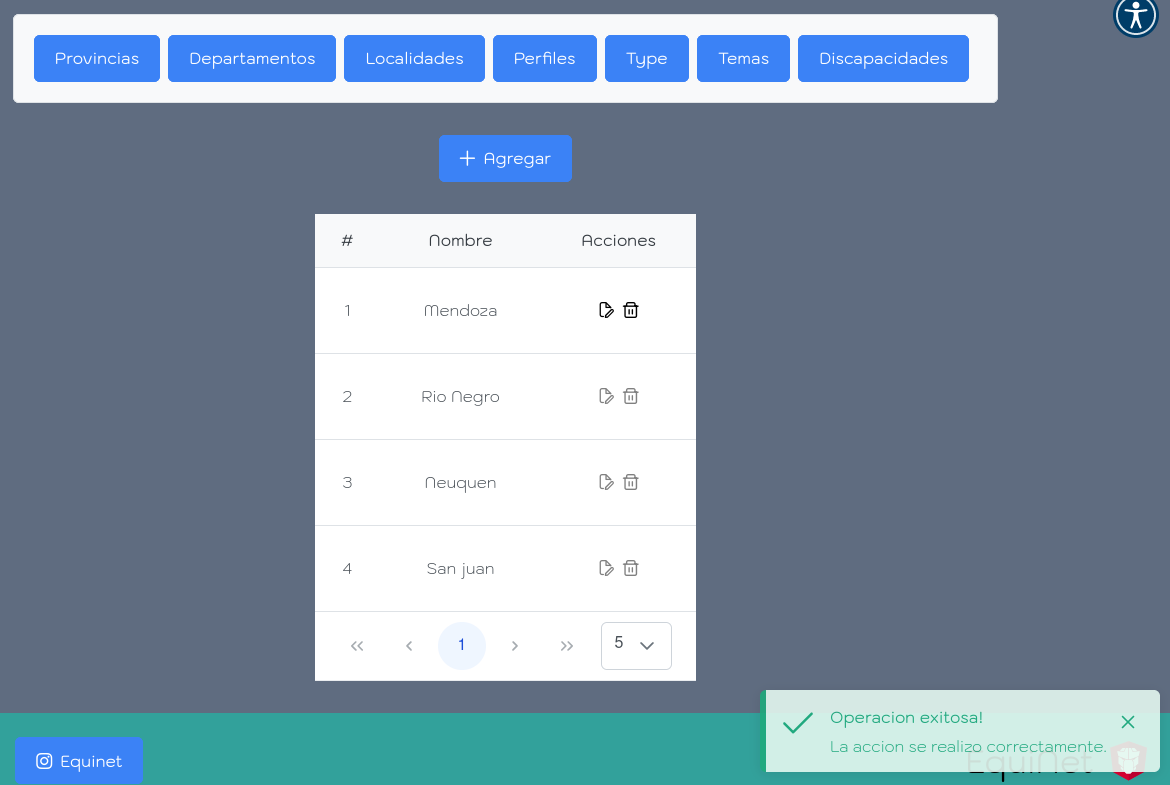 Provincias Departamentos Localidades Perfiles Type Temas Discapacidades
Agregar
# Nombre Acciones
1 Mendoza
2 Rio Negro
3 Neuquen
4 San juan
1 5
Operacion exitosa!
La accion se realizo correctamente.
Equinet EquiNet